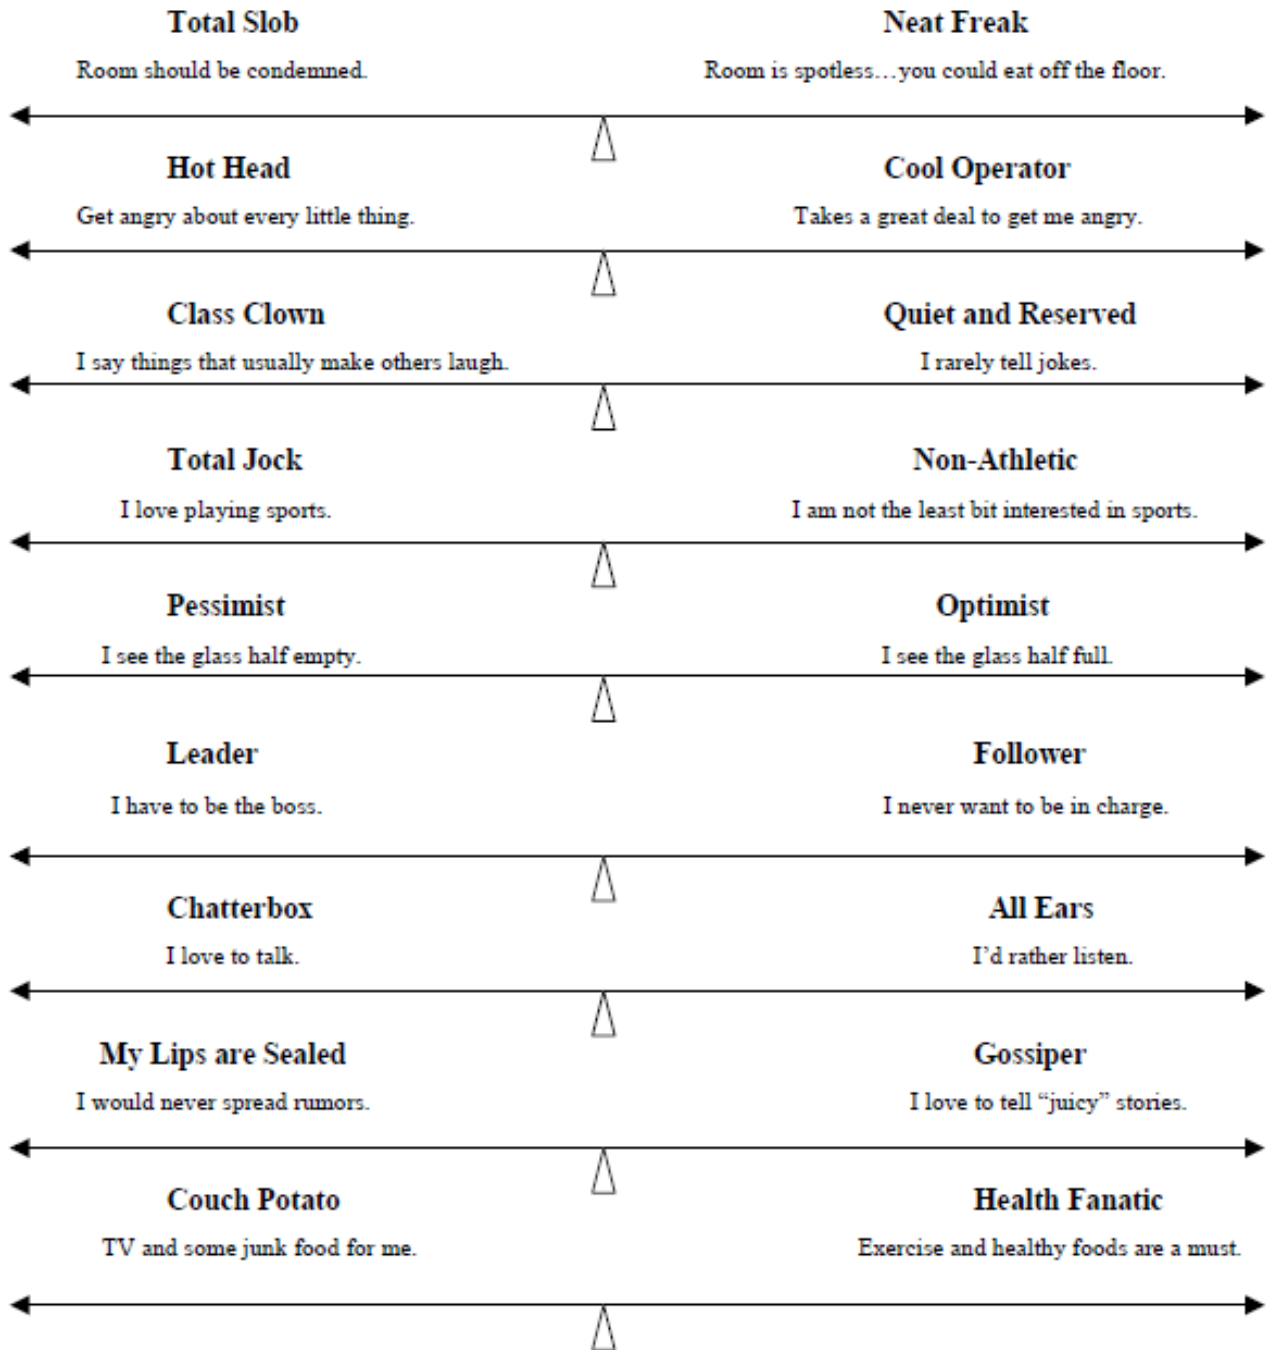 Total Slob
Neat Freak
Room should be condemned.
Room is spotless…you could eat off the floor.
Hot Head
Cool Operator
Get angry about every little thing.
Takes a great deal to get me angry.
Class Clown
Quiet and Reserved
I say things that usually make others laugh.
I rarely tell jokes.
Total Jock
Non-Athletic
I love playing sports.
I am not the least bit interested in sports.
Pessimist
Optimist
I see the glass half empty.
I see the glass half full.
Leader
Follower
I have to be the boss.
I never want to be in charge.
Chatterbox
All Ears
I love to talk.
I’d rather listen.
My Lips are Sealed
Gossiper
I would never spread rumors.
I love to tell “juicy” stories.
Couch Potato
Health Fanatic
TV and some junk food for me.
Exercise and healthy foods are a must.